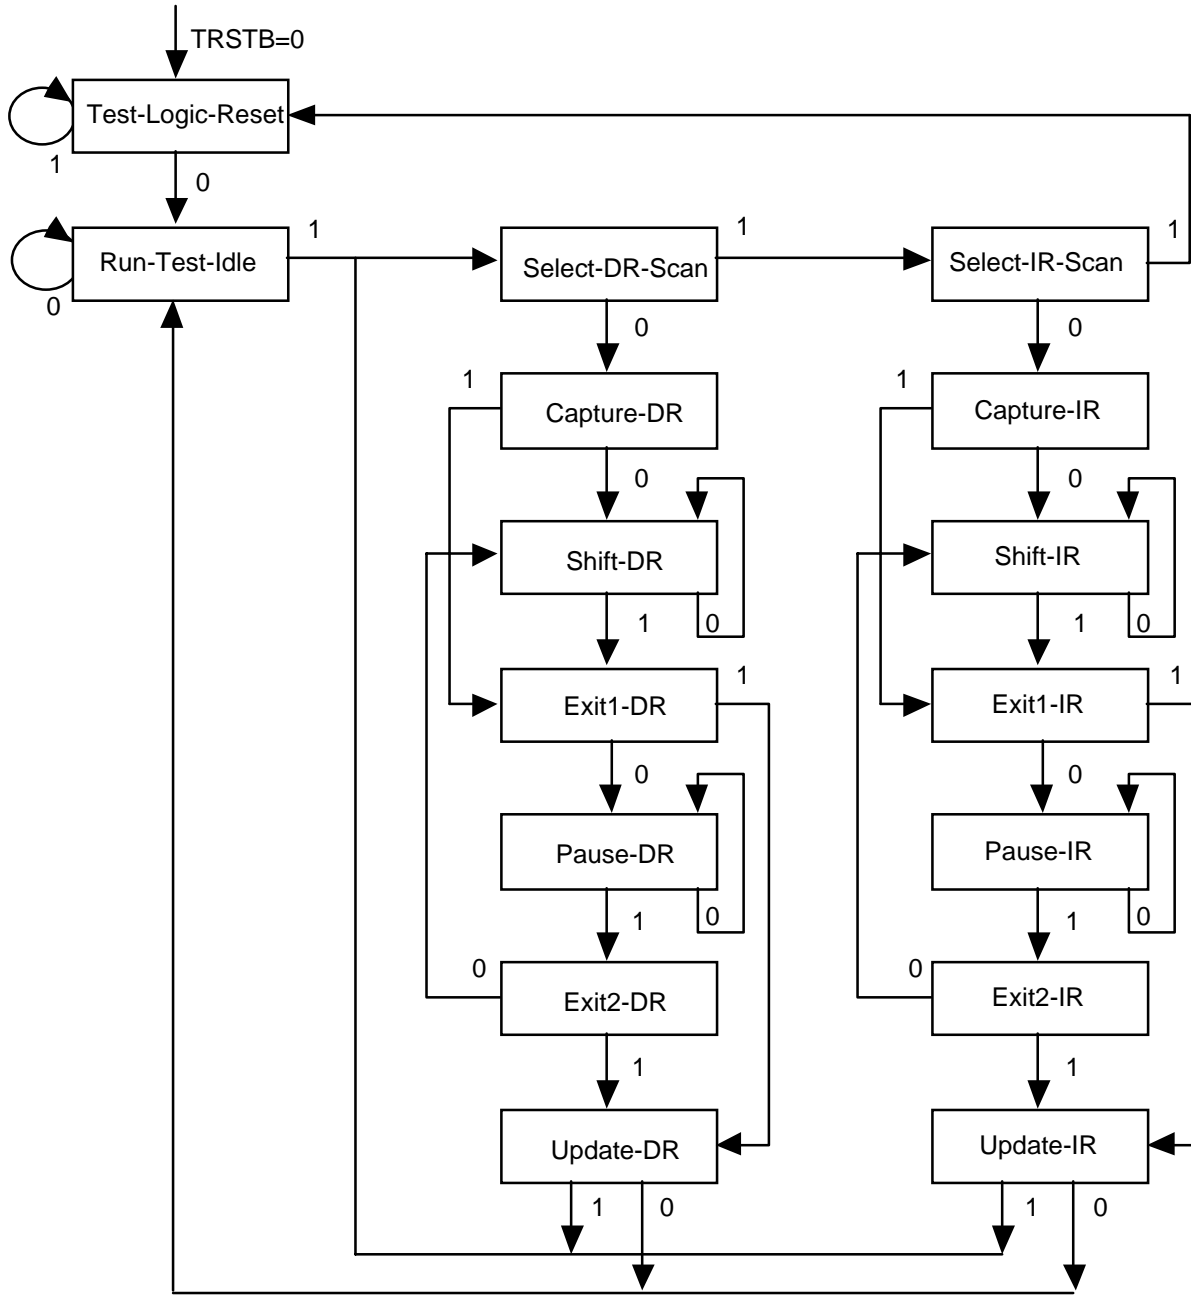 TRSTB=0
Test-Logic-Reset
1
0
1
1
1
Run-Test-Idle
Select-DR-Scan
Select-IR-Scan
0
0
0
1
1
Capture-DR
Capture-IR
0
0
Shift-DR
Shift-IR
1
0
1
0
1
1
Exit1-DR
Exit1-IR
0
0
Pause-DR
Pause-IR
1
0
1
0
0
0
Exit2-DR
Exit2-IR
1
1
Update-DR
Update-IR
1
0
1
0